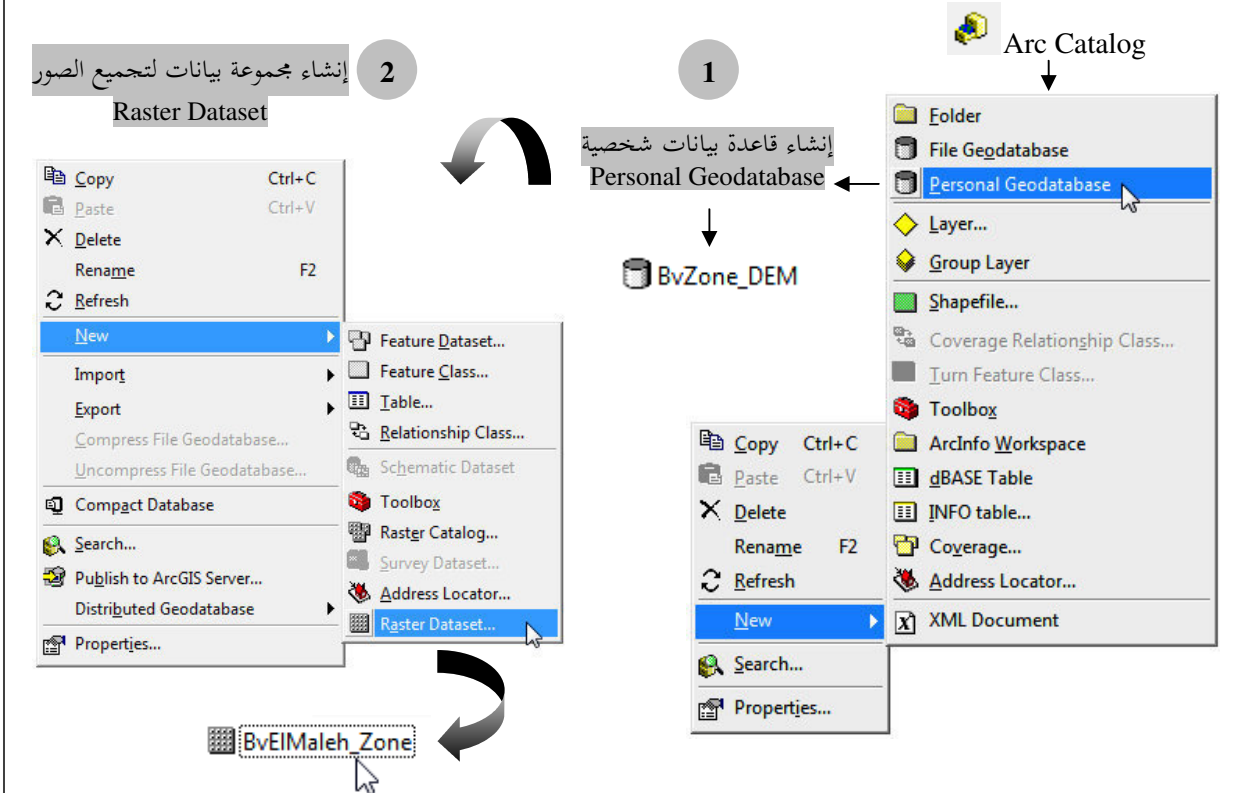 Arc Catalog
1
إنشاء قاعدة بيانات شخصية
Personal Geodatabase
BvZone_DEM
Folder
File Geodatabase
Personal Geodatabase
Layer...
Group Layer
Shapefile...
Coverage Relationship Class...
Turn Feature Class...
Toolbox
ArcInfo Workspace
dBASE Table
INFO table...
Coverage...
Address Locator...
XML Document
Copy Ctrl+C
Paste Ctrl+V
Delete
Rename F2
Refresh
New
Search...
Properties...
2
إنشاء مجموعة بيانات لتجميع الصور
Raster Dataset
Copy Ctrl+C
Paste Ctrl+V
Delete
Rename F2
Refresh
New
Import
Export
Compress File Geodatabase...
Uncompress File Geodatabase...
Compact Database
Search...
Publish to ArcGIS Server...
Distributed Geodatabase
Properties...
Feature Dataset...
Feature Class...
Table...
Relationship Class...
Schematic Dataset
Toolbox
Raster Catalog...
Survey Dataset...
Address Locator...
Raster Dataset...
BvElMaleh_Zone